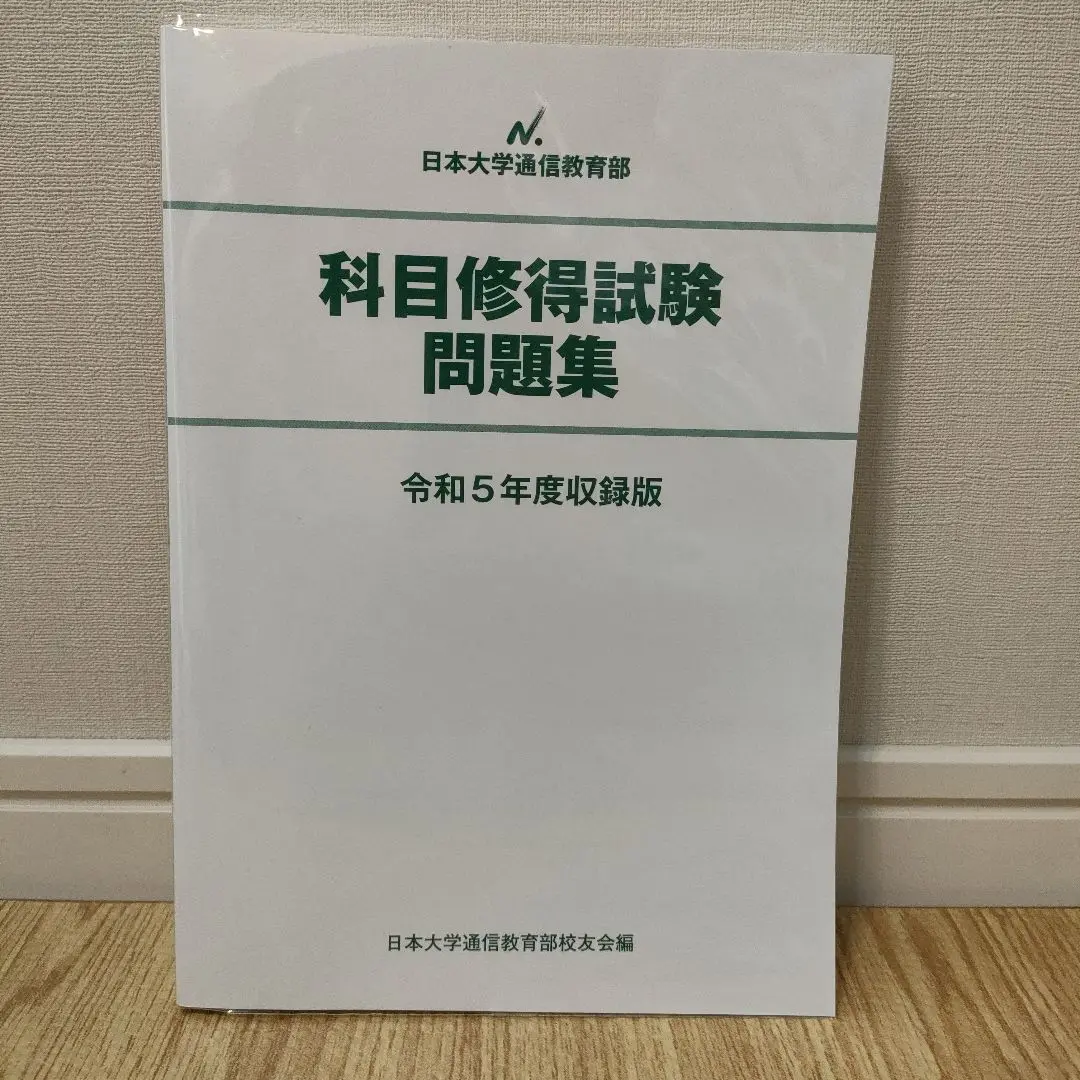 N.
日本大学通信教育部
科目修得試験
問題集
令和5年度収録版
日本大学通信教育部校友会編